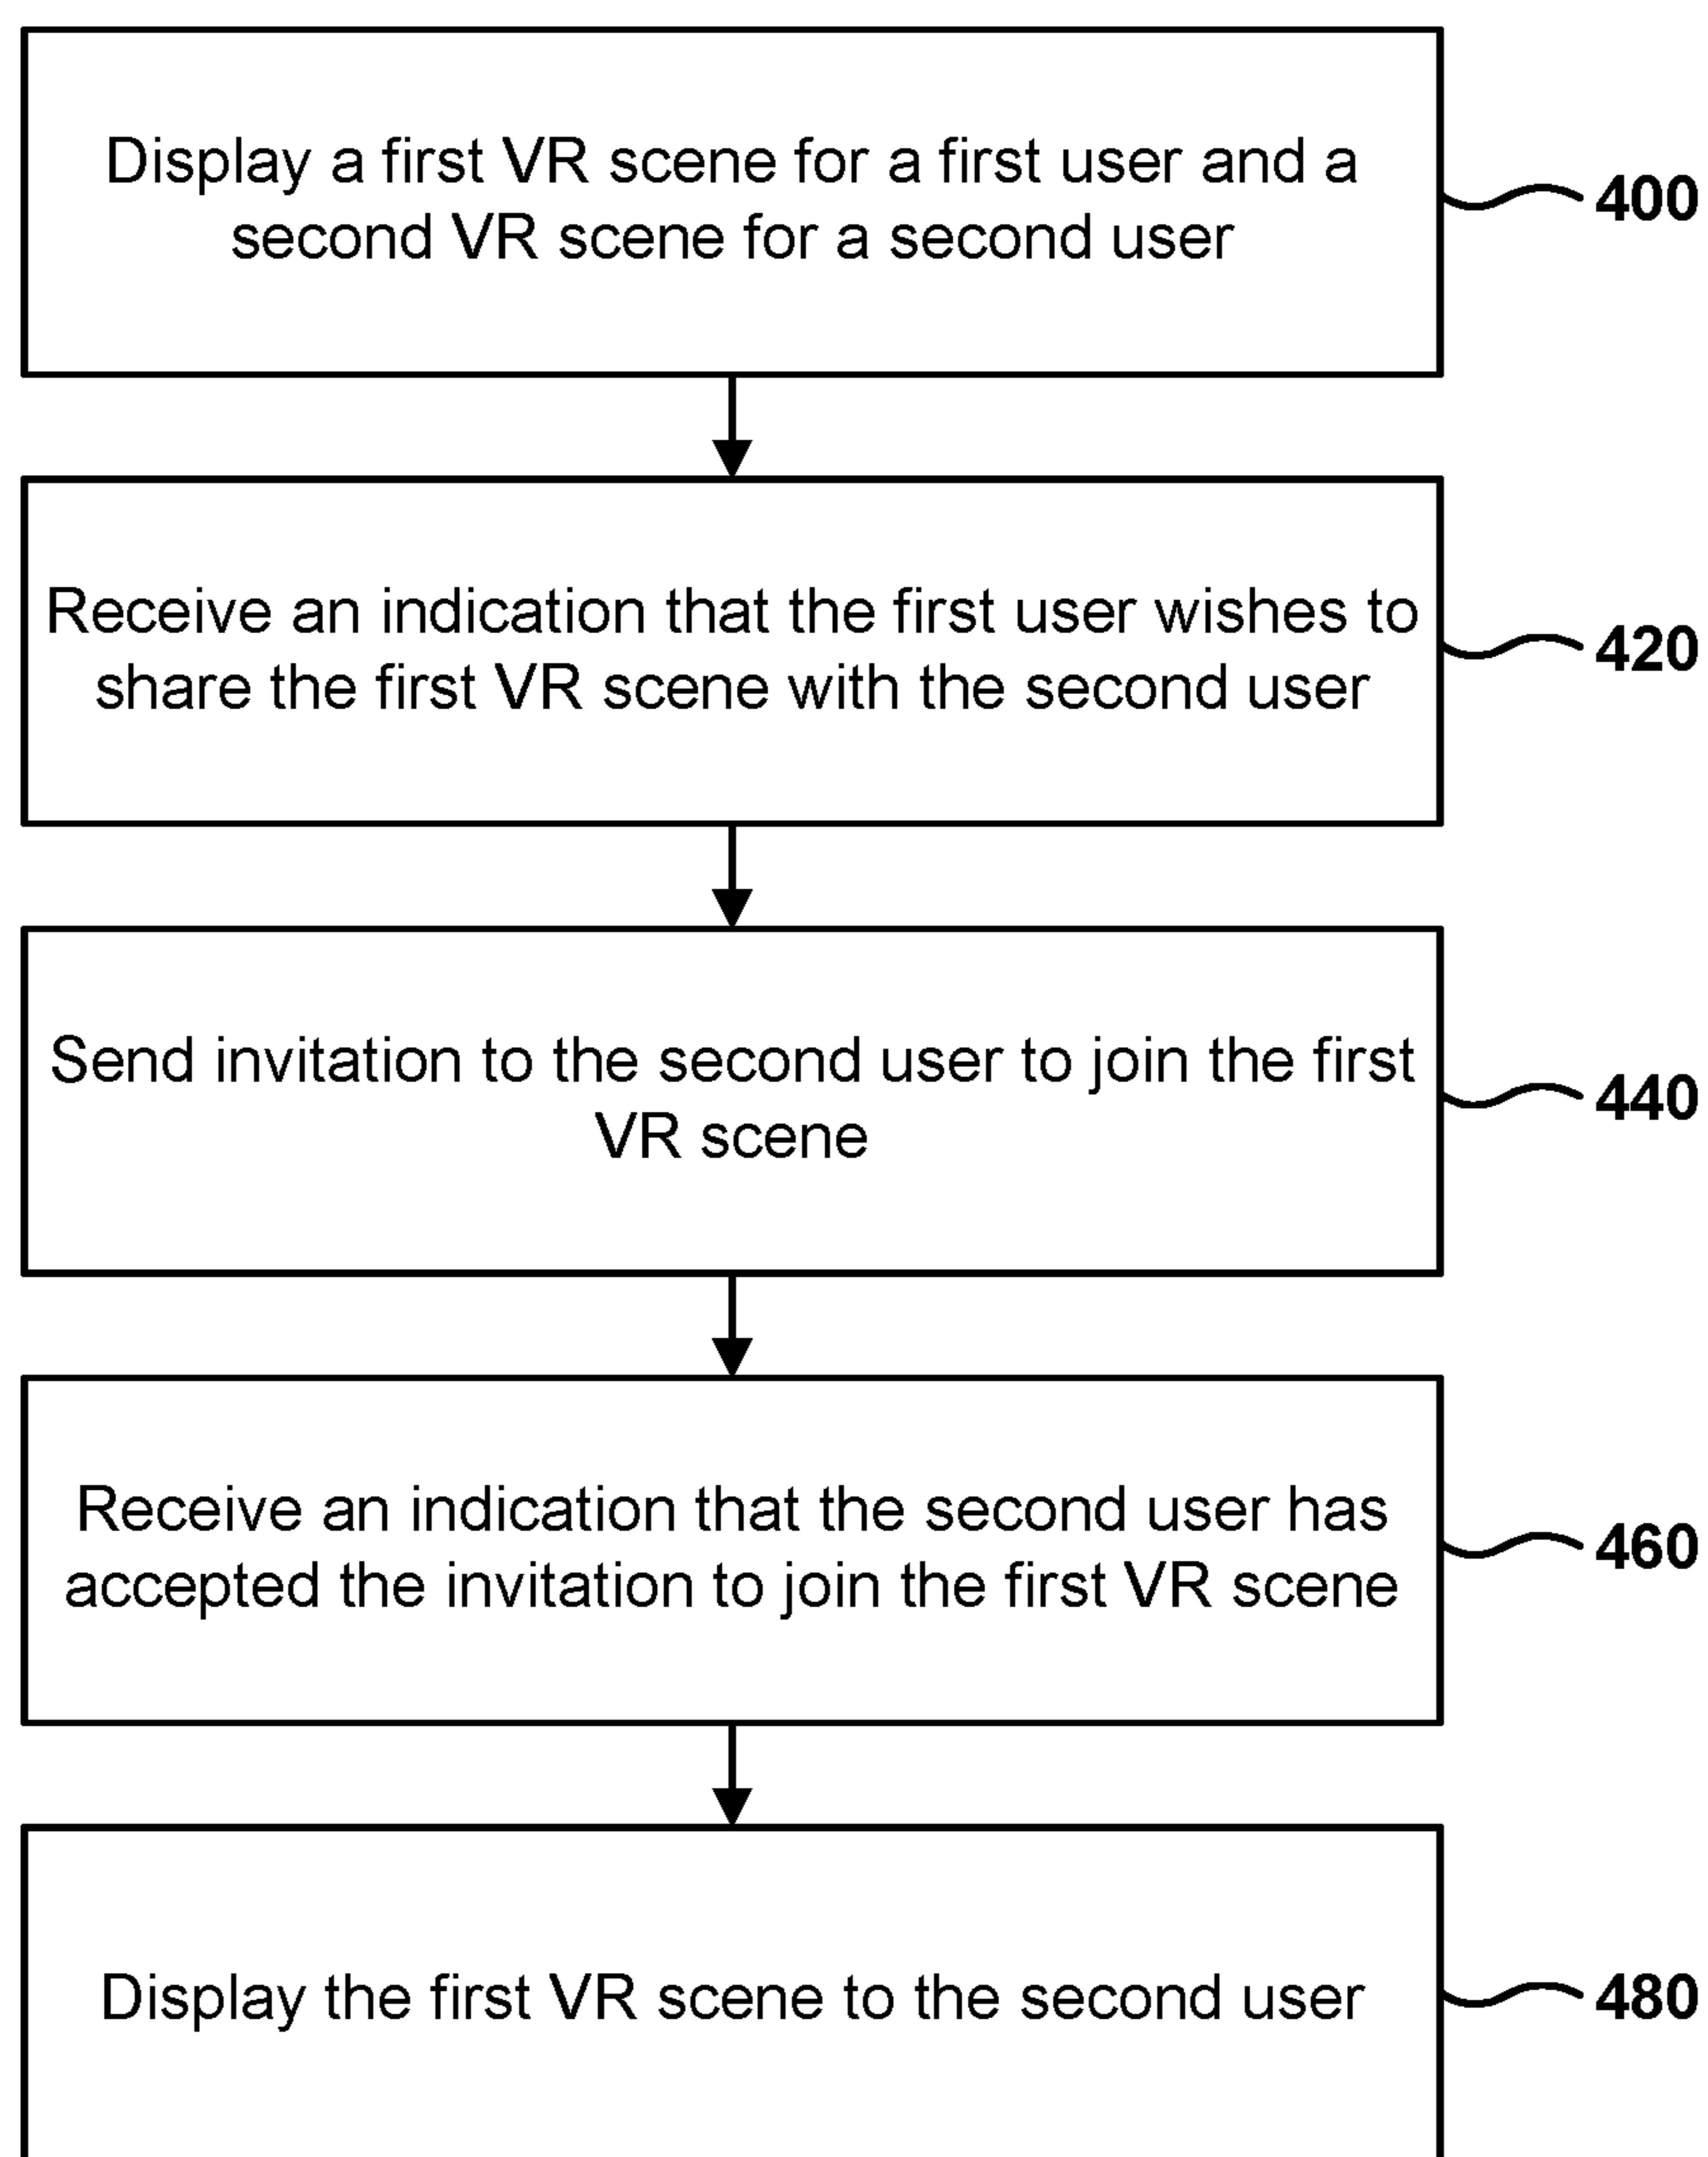 Display a first VR scene for a first user and a
second VR scene for a second user
400
Receive an indication that the first user wishes to
share the first VR scene with the second user
420
Send invitation to the second user to join the first
VR scene
440
Receive an indication that the second user has
accepted the invitation to join the first VR scene
460
Display the first VR scene to the second user
480